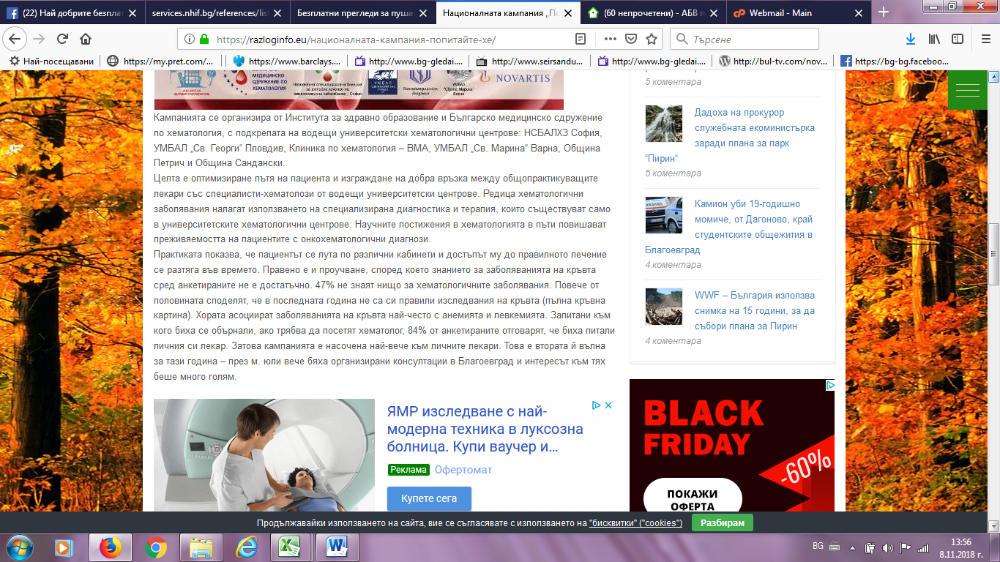 (22) Най добрите безплат
services.nhif.bg/references/list
Безплатни прегледи за пуша
Националната кампания „По
(60 непрочетени) - АБВ п
Webmail - Main
https://razloginfo.eu/националната-кампания-попитайте-хе/
Търсене
Най-посещавани
https://my.pret.com/...
https://www.barclays....
http://www.bg-gledai....
http://www.seirsandu...
http://www.bg-gledai....
http://bul-tv.com/nov...
https://bg-bg.faceboo...
МЕДИЦИНСКО
СДРУЖЕНИЕ ПО
ХЕМАТОЛОГИЯ
УМБАЛ
"Света Марина"
Варна
NOVARTIS
Кампанията се организира от Института за здравно образование и Българско медицинско сдружение
по хематология, с подкрепата на водещи университетски хематологични центрове: НСБАЛХЗ София,
УМБАЛ „Св. Георги“ Пловдив, Клиника по хематология – ВМА, УМБАЛ „Св. Марина“ Варна, Община
Петрич и Община Сандански.
Целта е оптимизиране пътя на пациента и изграждане на добра връзка между общопрактикуващите
лекари със специалисти-хематолози от водещи университетски центрове. Редица хематологични
заболявания налагат използването на специализирана диагностика и терапия, които съществуват само
в университетските хематологични центрове. Научните постижения в хематологията в пъти повишават
преживяемостта на пациентите с онкохематологични диагнози.
Практиката показва, че пациентът се лута по различни кабинети и достъпът му до правилното лечение
се разтяга във времето. Правено е и проучване, според което знанието за заболяванията на кръвта
сред анкетираните не е достатъчно. 47% не знаят нищо за хематологичните заболявания. Повече от
половината споделят, че в последната година не са си правили изследвания на кръвта (пълна кръвна
картина). Хората асоциират заболяванията на кръвта най-често с анемията и левкемията. Запитани към
кого биха се обърнали, ако трябва да посетят хематолог, 84% от анкетираните отговарят, че биха питали
личния си лекар. Затова кампанията е насочена най-вече към личните лекари. Това е втората й вълна
за тази година – през м. юли вече бяха организирани консултации в Благоевград и интересът към тях
беше много голям.
ЯМР изследване с най-
модерна техника в луксозна
болница. Купи ваучер и…
Реклама Офертомат
Купете сега
5 коментара
Дадоха на прокурор
служебната екоминистърка
заради плана за парк
“Пирин“
5 коментара
Камион уби 19-годишно
момиче, от Дагоново, край
студентските общежития в
Благоевград
4 коментара
WWF – България използва
снимка на 15 години, за да
събори плана за Пирин
4 коментара
BLACK
FRIDAY
-60%
ПОКАЖИ
ОФЕРТА
Продължавайки използването на сайта, вие се съгласявате с използването на "бисквитки" ("cookies")
Разбирам
BG
13:56
8.11.2018 г.